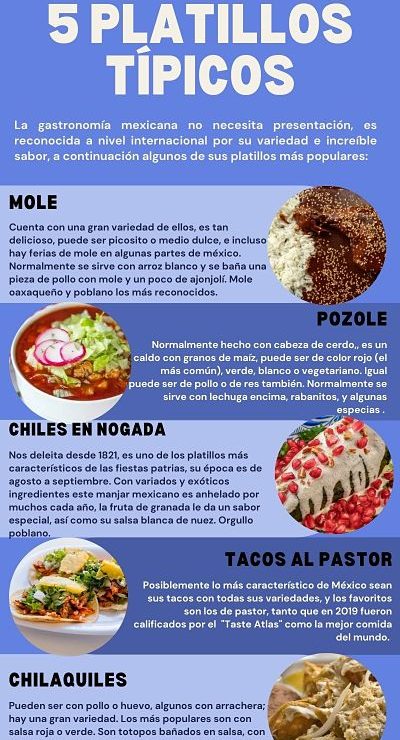 5 PLATILLOS
TÍPICOS
La gastronomía mexicana no necesita presentación, es
reconocida a nivel internacional por su variedad e increíble
sabor, a continuación algunos de sus platillos más populares:
MOLE
Cuenta con una gran variedad de ellos, es tan
delicioso, puede ser picosito o medio dulce, e incluso
hay ferias de mole en algunas partes de méxico.
Normalmente se sirve con arroz blanco y se baña una
pieza de pollo con mole y un poco de ajonjolí. Mole
oaxaqueño y poblano los más reconocidos.
POZOLE
Normalmente hecho con cabeza de cerdo,, es un
caldo con granos de maíz, puede ser de color rojo (el
más común), verde, blanco o vegetariano. Igual
puede ser de pollo o de res también. Normalmente se
sirve con lechuga encima, rabanitos, y algunas
especias .
CHILES EN NOGADA
Nos deleita desde 1821, es uno de los platillos más
característicos de las fiestas patrias, su época es de
agosto a septiembre. Con variados y exóticos
ingredientes este manjar mexicano es anhelado por
muchos cada año, la fruta de granada le da un sabor
especial, así como su salsa blanca de nuez. Orgullo
poblano.
TACOS AL PASTOR
Posiblemente lo más característico de México sean
sus tacos con todas sus variedades, y los favoritos
son los de pastor, tanto que en 2019 fueron
calificados por el "Taste Atlas" como la mejor comida
del mundo.
CHILAQUILES
Pueden ser con pollo o huevo, algunos con arrachera;
hay una gran variedad. Los más populares son con
salsa roja o verde. Son totopos bañados en salsa, con